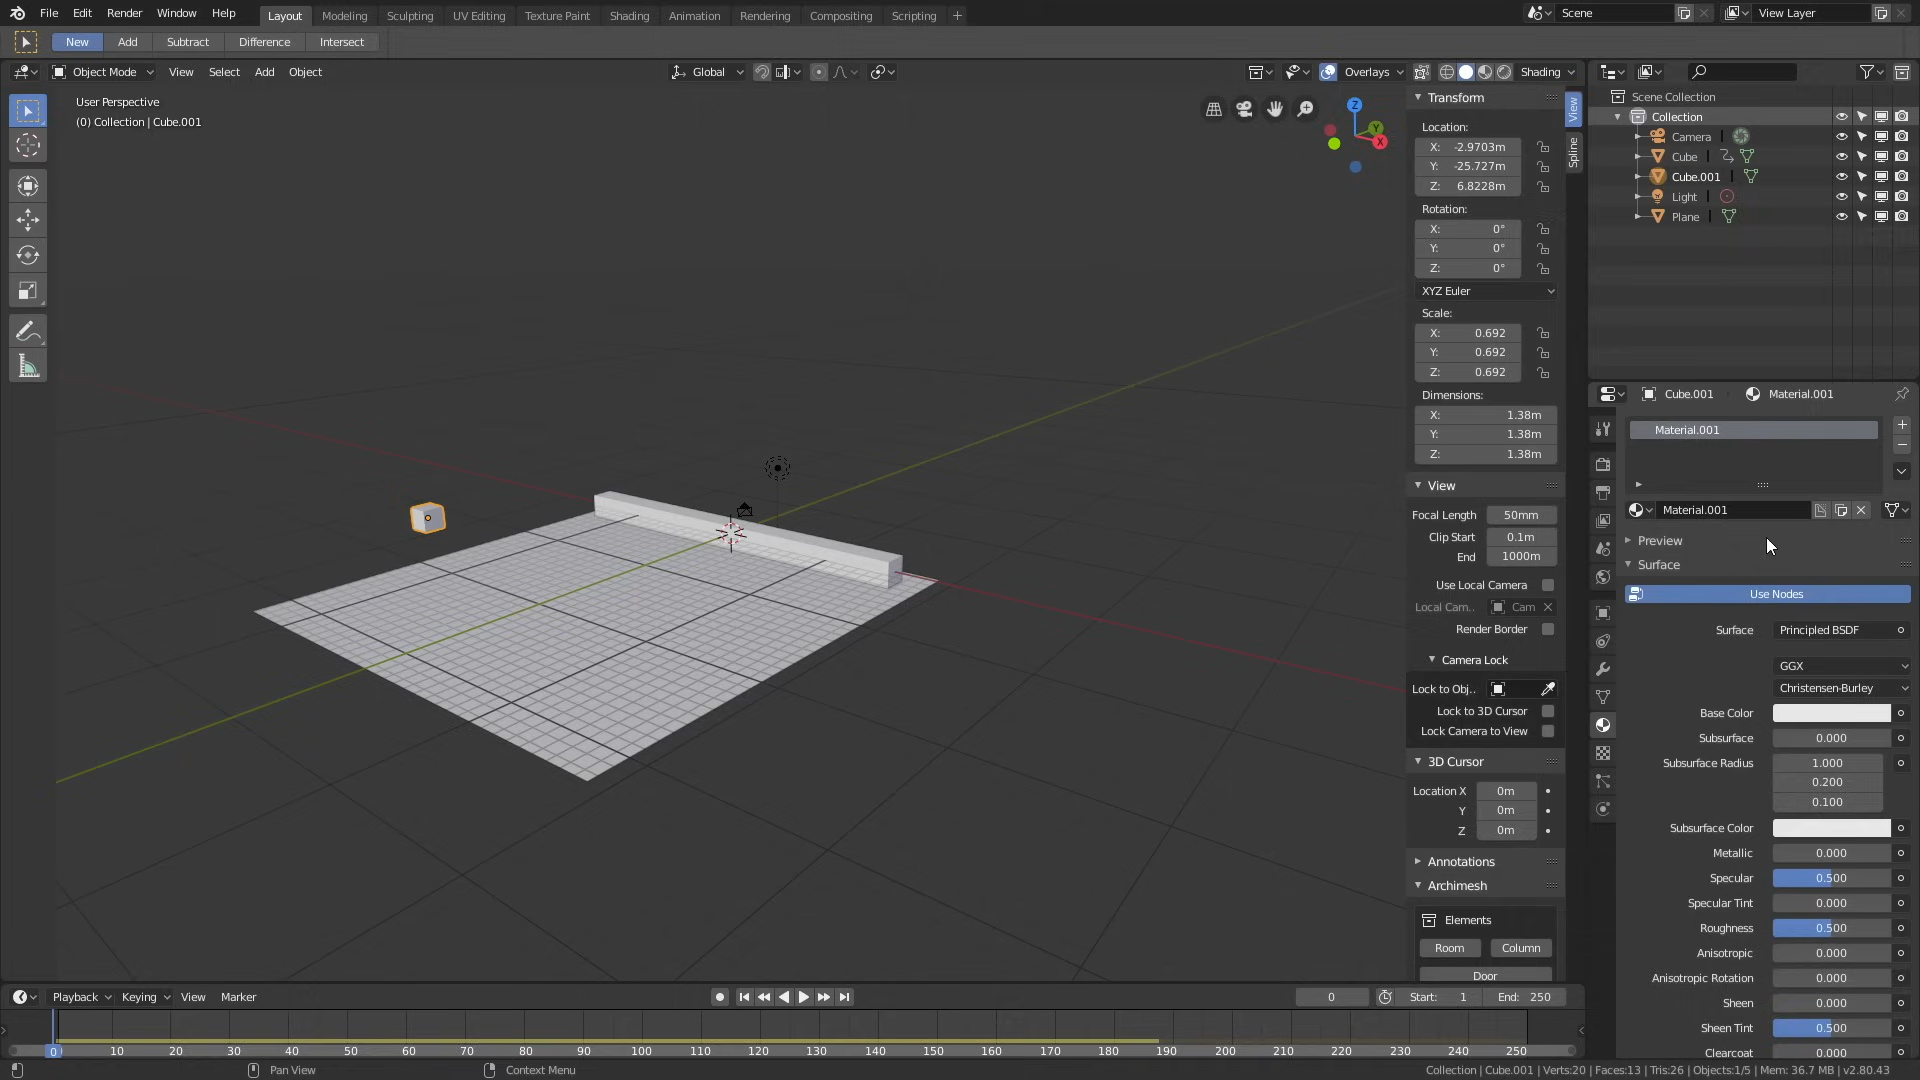 File Edit Render Window Help Layout Modeling Sculpting UV Editing Texture Paint Shading Animation Rendering Compositing Scripting + Scene View Layer
New Add Subtract Difference Intersect
Object Mode View Select Add Object Global Overlays Shading
User Perspective
(0) Collection | Cube.001
Z
Y
X
Transform
Location:
X: -2.9703m
Y: -25.727m
Z: 6.8228m
Rotation:
X: 0°
Y: 0°
Z: 0°
XYZ Euler
Scale:
X: 0.692
Y: 0.692
Z: 0.692
Dimensions:
X: 1.38m
Y: 1.38m
Z: 1.38m
View
Focal Length 50mm
Clip Start 0.1m
End 1000m
Use Local Camera
Local Cam.. Cam
Render Border
Camera Lock
Lock to Obj..
Lock to 3D Cursor
Lock Camera to View
3D Cursor
Location X 0m
Y 0m
Z 0m
Annotations
Archimesh
Elements
Room Column
Door
View
Spline
Scene Collection
Collection
Camera
Cube
Cube.001
Light
Plane
Cube.001 Material.001
Material.001
Material.001
Preview
Surface
Use Nodes
Surface Principled BSDF
GGX
Christensen-Burley
Base Color
Subsurface 0.000
Subsurface Radius 1.000
0.200
0.100
Subsurface Color
Metallic 0.000
Specular 0.500
Specular Tint 0.000
Roughness 0.500
Anisotropic 0.000
Anisotropic Rotation 0.000
Sheen 0.000
Sheen Tint 0.500
Clearcoat 0.000
Playback Keying View Marker 0 Start: 1 End: 250
0 10 20 30 40 50 60 70 80 90 100 110 120 130 140 150 160 170 180 190 200 210 220 230 240 250
Pan View Context Menu Collection | Cube.001 | Verts:20 | Faces:13 | Tris:26 | Objects:1/5 | Mem: 36.7 MB | v2.80.43